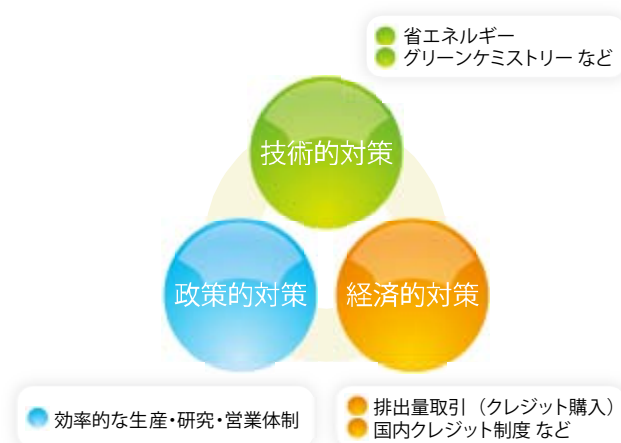 省エネルギー
グリーンケミストリー など
技術的対策
政策的対策
経済的対策
効率的な生産・研究・営業体制
排出量取引（クレジット購入）
国内クレジット制度 など